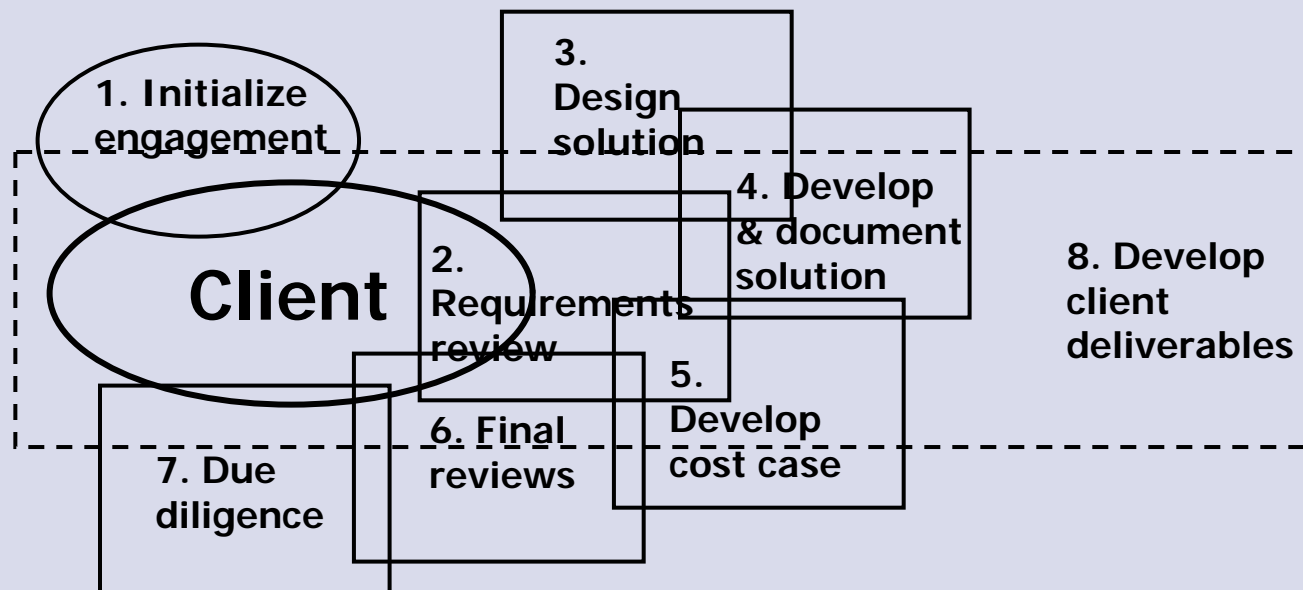 1. Initialize
engagement
Client
2.
Requirements
review
3.
Design
solution
4. Develop
& document
solution
5.
Develop
cost case
6. Final
reviews
7. Due
diligence
8. Develop
client
deliverables